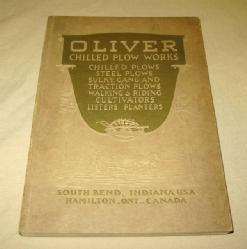 OLIVER
CHILLED PLOW WORKS
CHILLED PLOWS
STEEL PLOWS
SULKY, GANG AND
TRACTION PLOWS
WALKING & RIDING
CULTIVATORS
LISTERS PLANTERS
SOUTH BEND, INDIANA, U.S.A.
HAMILTON, ONT., CANADA